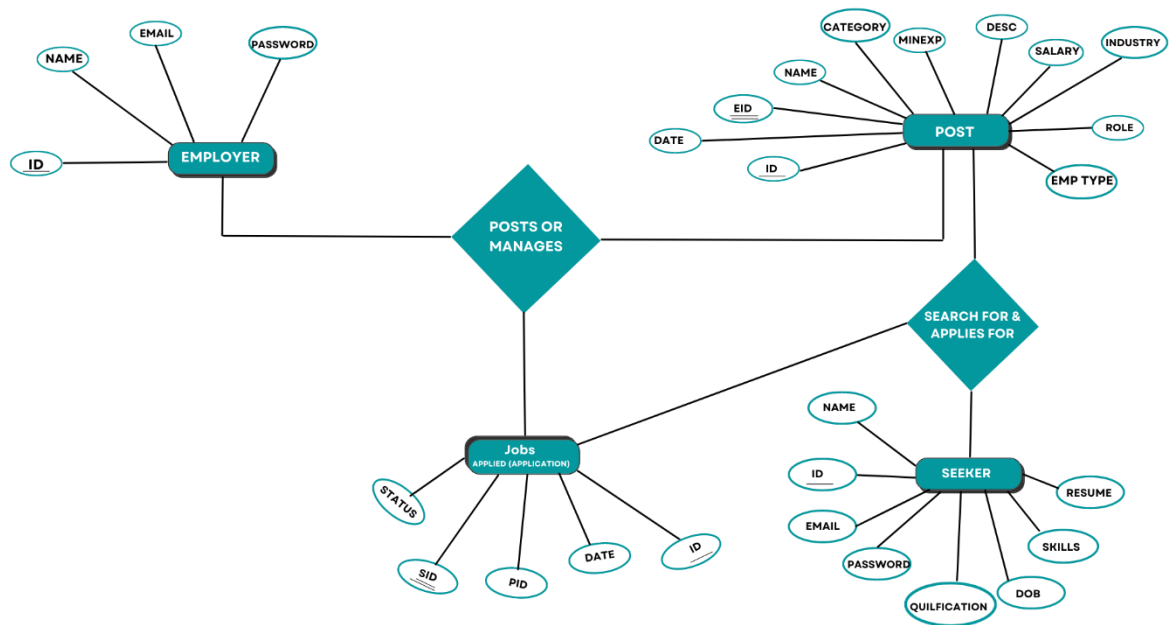 EMAIL
NAME
PASSWORD
ID
EMPLOYER
CATEGORY
MINEXP
DESC
SALARY
INDUSTRY
NAME
EID
DATE
ID
POST
ROLE
EMP TYPE
POSTS OR
MANAGES
SEARCH FOR &
APPLIES FOR
Jobs
APPLIED (APPLICATION)
STATUS
SID
PID
DATE
ID
NAME
ID
SEEKER
RESUME
EMAIL
PASSWORD
SKILLS
QUILFICATION
DOB